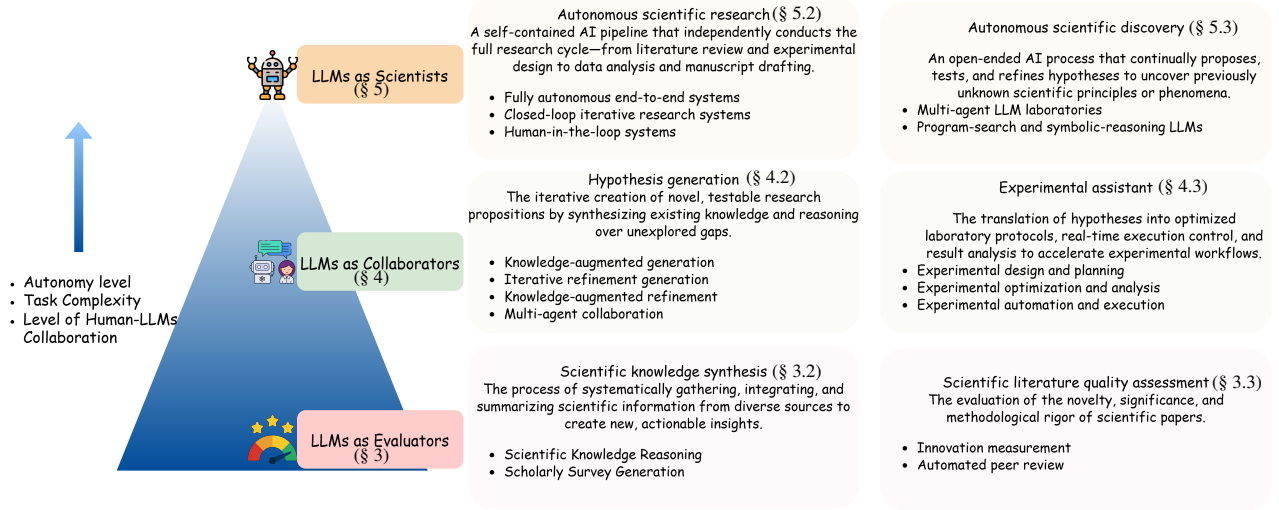 Autonomous scientific research (§ 5.2)
A self-contained AI pipeline that independently conducts the
full research cycle—from literature review and experimental
design to data analysis and manuscript drafting.
• Fully autonomous end-to-end systems
• Closed-loop iterative research systems
• Human-in-the-loop systems
Autonomous scientific discovery (§ 5.3)
An open-ended AI process that continually proposes,
tests, and refines hypotheses to uncover previously
unknown scientific principles or phenomena.
• Multi-agent LLM laboratories
• Program-search and symbolic-reasoning LLMs
LLMs as Scientists
(§ 5)
Hypothesis generation (§ 4.2)
The iterative creation of novel, testable research
propositions by synthesizing existing knowledge and reasoning
over unexplored gaps.
• Knowledge-augmented generation
• Iterative refinement generation
• Knowledge-augmented refinement
• Multi-agent collaboration
Experimental assistant (§ 4.3)
The translation of hypotheses into optimized
laboratory protocols, real-time execution control, and
result analysis to accelerate experimental workflows.
• Experimental design and planning
• Experimental optimization and analysis
• Experimental automation and execution
LLMs as Collaborators
(§ 4)
• Autonomy level
• Task Complexity
• Level of Human-LLMs
Collaboration
Scientific knowledge synthesis (§ 3.2)
The process of systematically gathering, integrating, and
summarizing scientific information from diverse sources to
create new, actionable insights.
• Scientific Knowledge Reasoning
• Scholarly Survey Generation
Scientific literature quality assessment (§ 3.3)
The evaluation of the novelty, significance, and
methodological rigor of scientific papers.
• Innovation measurement
• Automated peer review
LLMs as Evaluators
(§ 3)